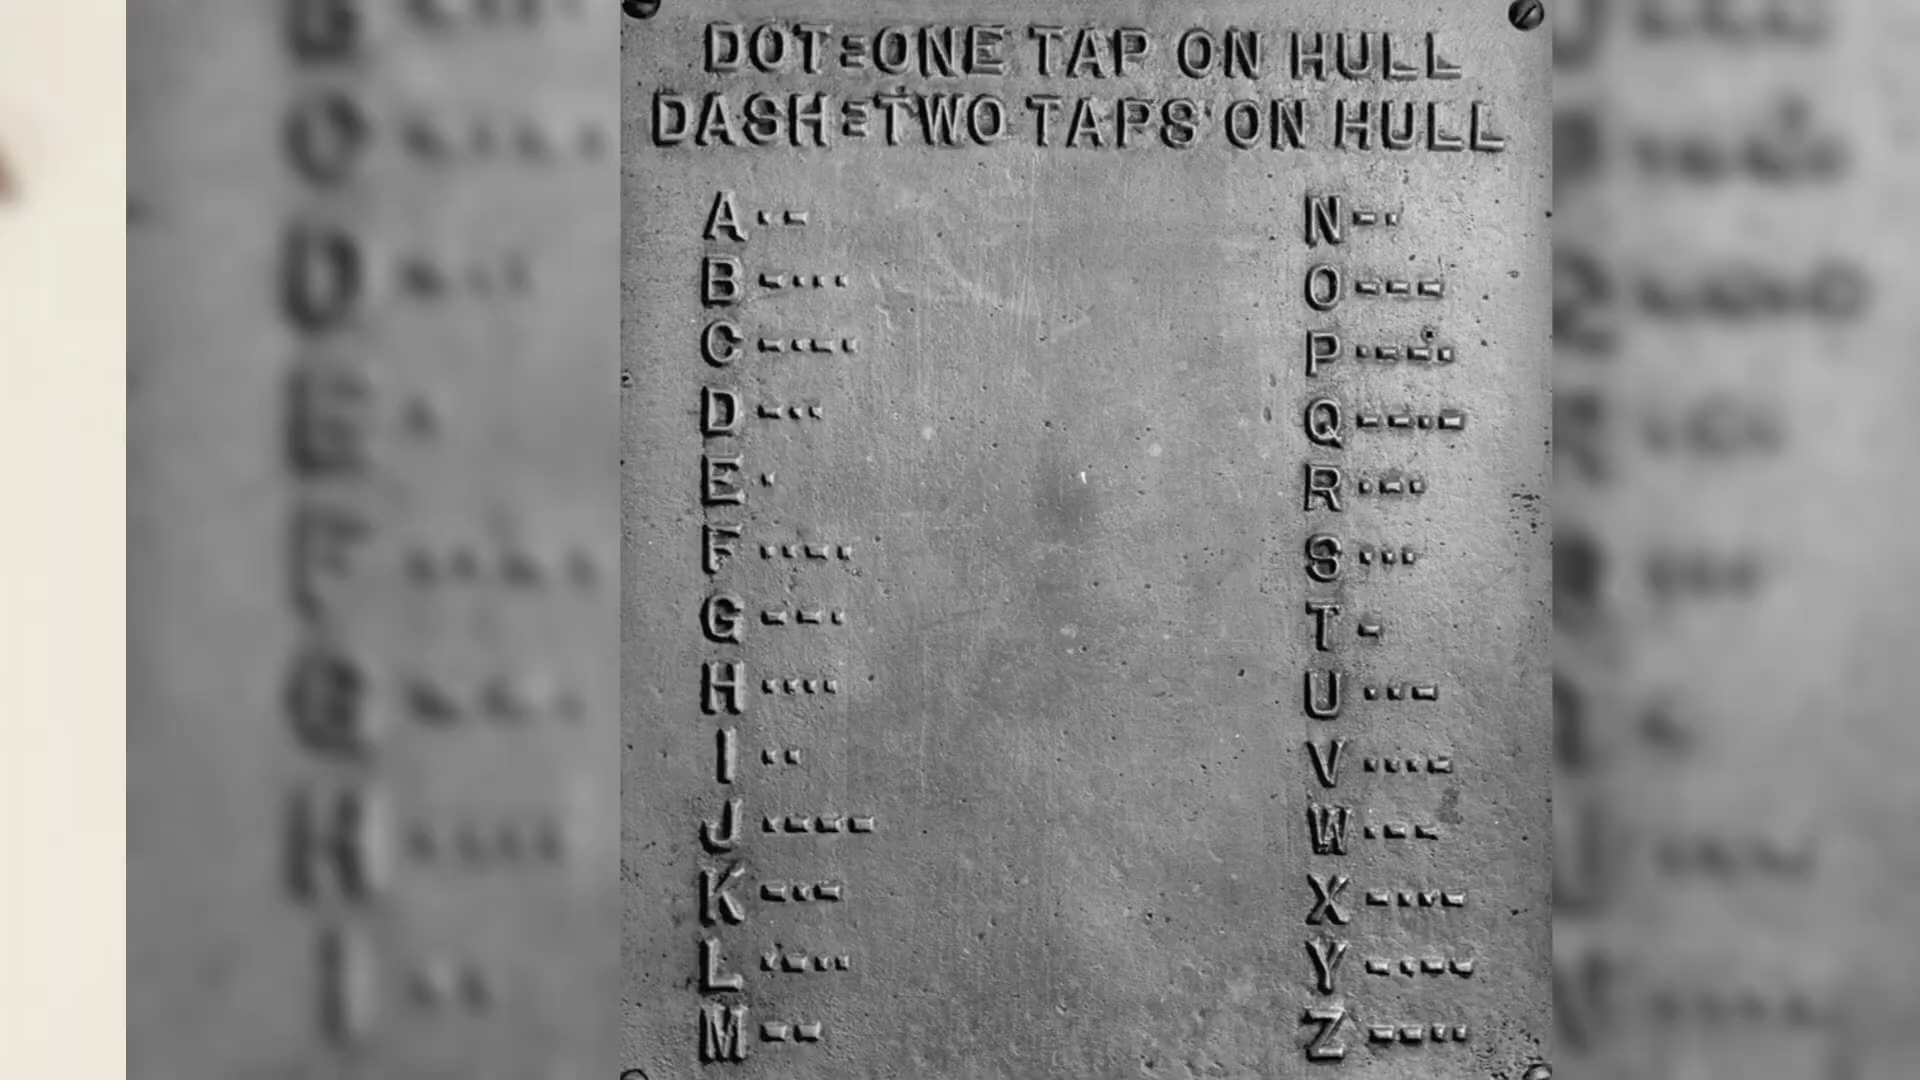 DOT=ONE TAP ON HULL
DASH=TWO TAPS ON HULL
A .-
B -...
C -.-.
D -..
E .
F ..-.
G --.
H ....
I ..
J .---
K -.-
L .-..
M --
N -.
O ---
P .--.
Q --.-
R .-.
S ...
T -
U ..-
V ...-
W .--
X -..-
Y -.--
Z --..